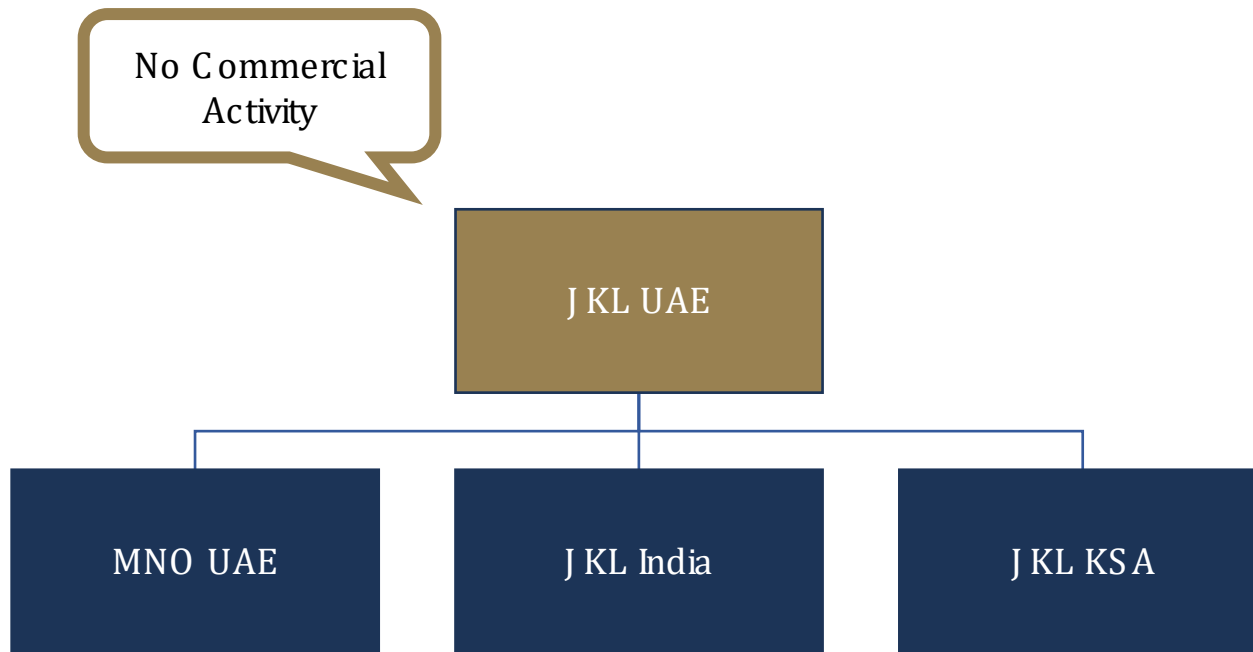 No Commercial
Activity
JKL UAE
MNO UAE
JKL India
JKL KSA